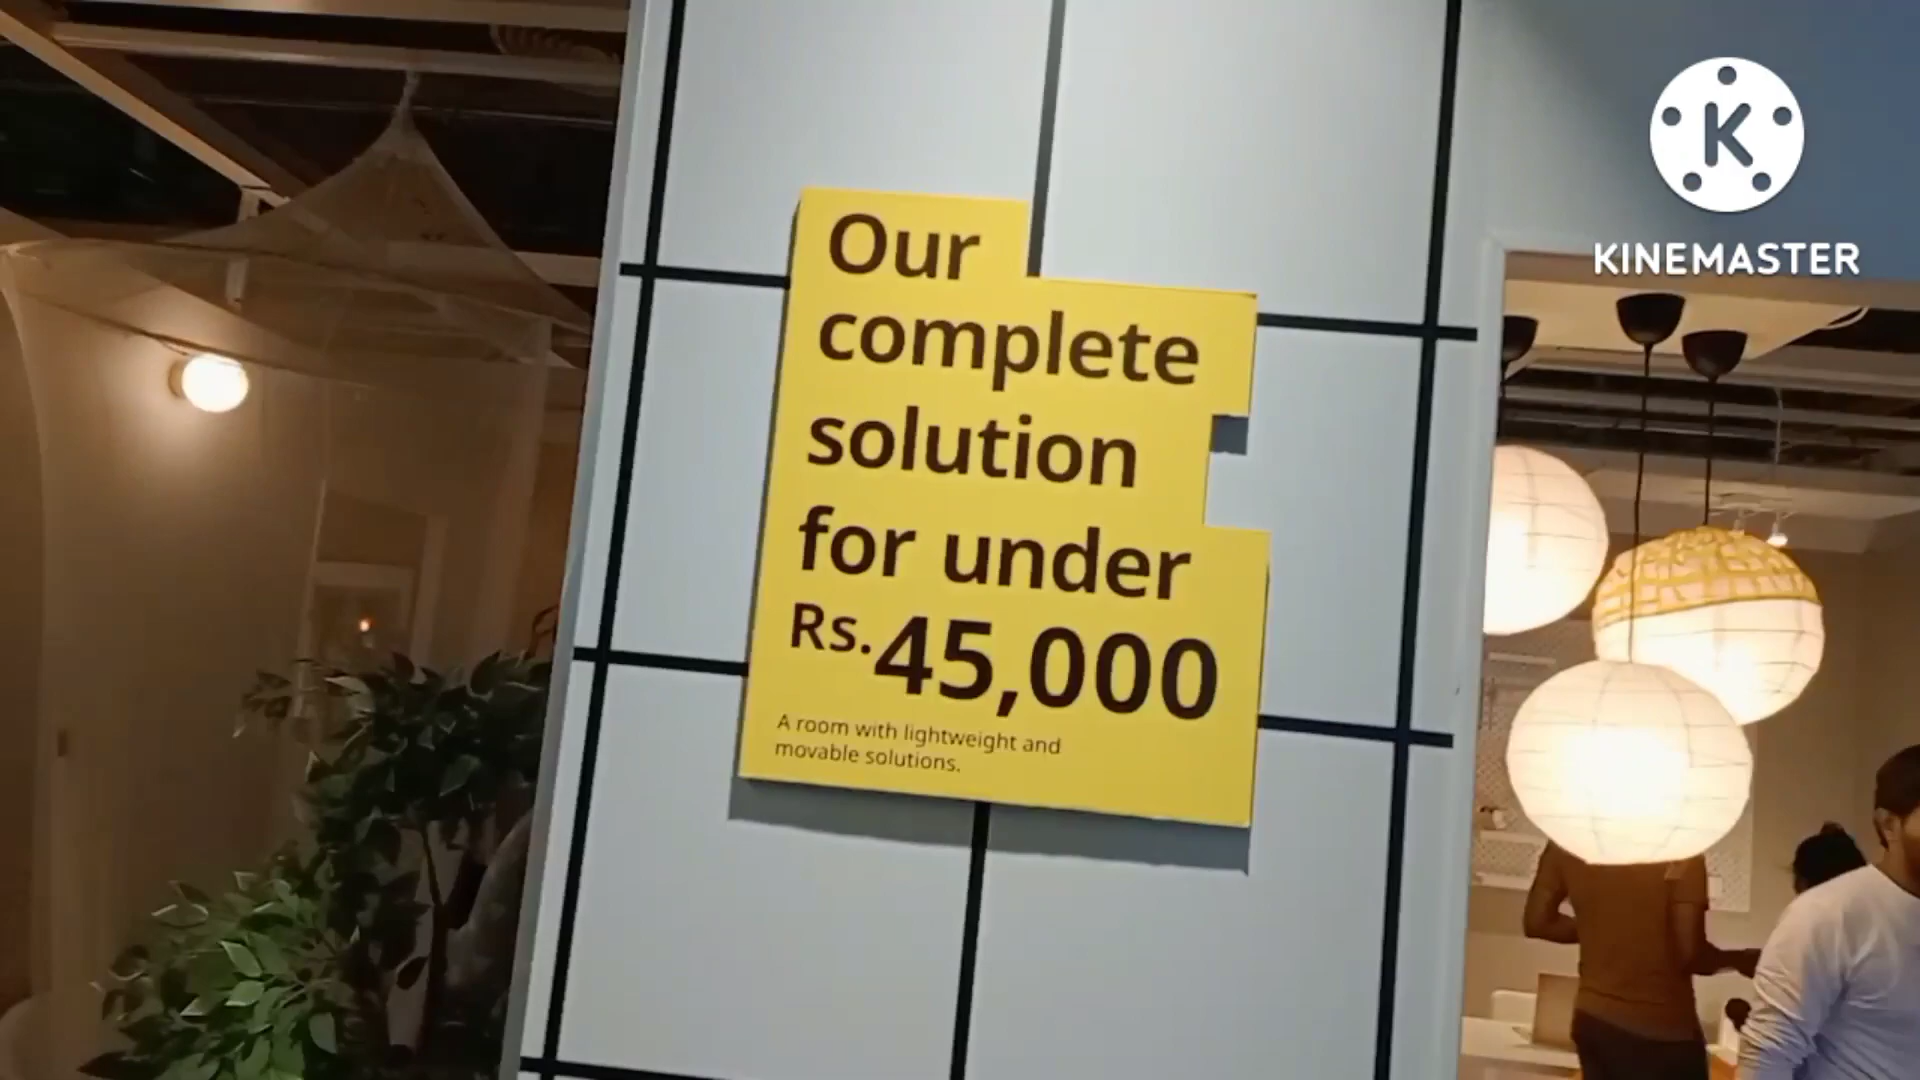 Our
complete
solution
for under
Rs.45,000
A room with lightweight and
movable solutions.
K
KINEMASTER